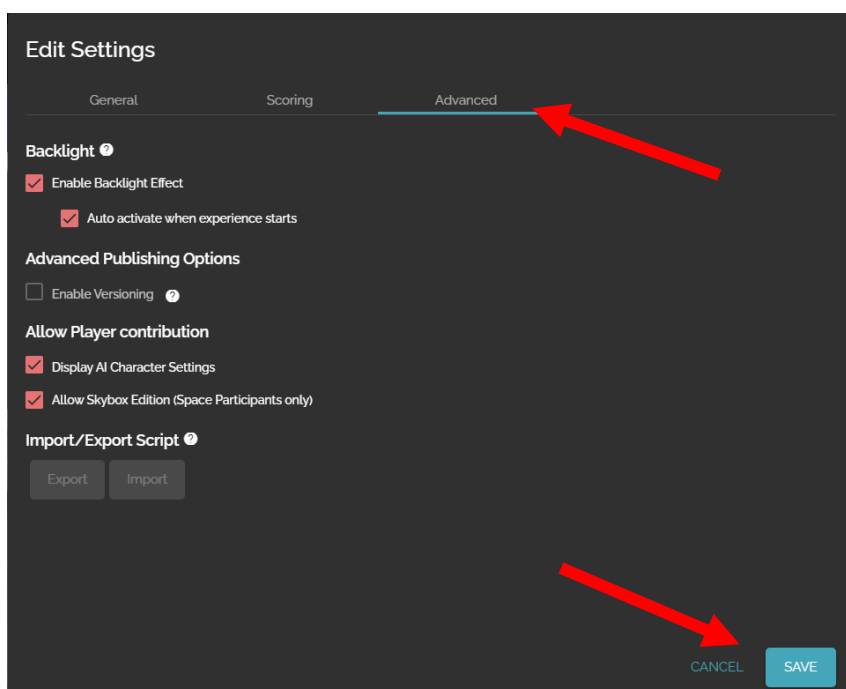 Edit Settings
General Scoring Advanced
Backlight ?
Enable Backlight Effect
Auto activate when experience starts
Advanced Publishing Options
Enable Versioning ?
Allow Player contribution
Display AI Character Settings
Allow Skybox Edition (Space Participants only)
Import/Export Script ?
Export Import
CANCEL SAVE